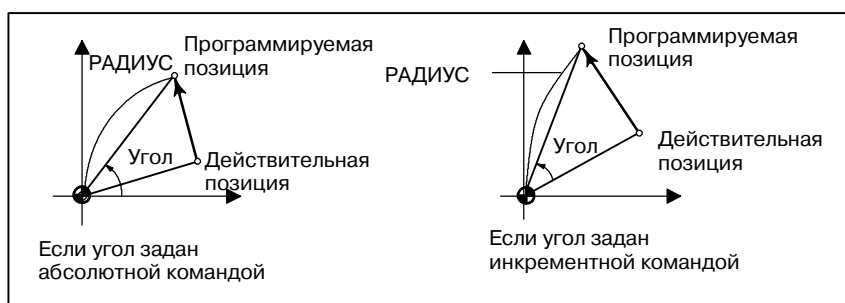 РАДИУС
Программируемая
позиция
Угол
Действительная
позиция
Если угол задан
абсолютной командой
Программируемая
позиция
РАДИУС
Угол
Действительная
позиция
Если угол задан
инкрементной командой